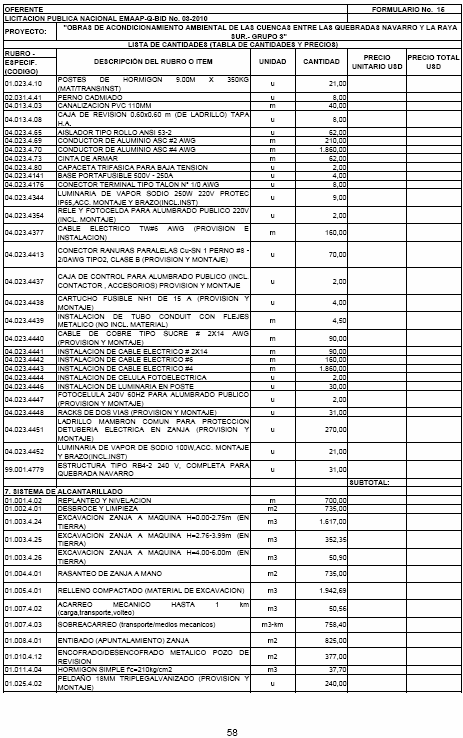 OFERENTE FORMULARIO No. 15
LICITACION PUBLICA NACIONAL EMAAP-Q-BID No. 08-2010
PROYECTO: "OBRAS DE ACONDICIONAMIENTO AMBIENTAL DE LAS CUENCAS ENTRE LAS QUEBRADAS NAVARRO Y LA RAYA
SUR.- GRUPO 3"
LISTA DE CANTIDADES (TABLA DE CANTIDADES Y PRECIOS)
RUBRO - ESPECIF. (CODIGO) DESCRIPCIÓN DEL RUBRO O ITEM UNIDAD CANTIDAD PRECIO UNITARIO USD PRECIO TOTAL USD
01.023.4.10 POSTES DE HORMIGON 9.00M X 350KG
(MAT/TRANS/INST) u 21,00
02.031.4.41 PERNO CADMIADO u 8,00
04.013.4.03 CANALIZACION PVC 110MM m 40,00
04.013.4.08 CAJA DE REVISION 0.60x0.60 m (DE LADRILLO) TAPA
H.A. u 8,00
04.023.4.65 AISLADOR TIPO ROLLO ANSI 53-2 u 62,00
04.023.4.69 CONDUCTOR DE ALUMINIO ASC #2 AWG m 210,00
04.023.4.70 CONDUCTOR DE ALUMINIO ASC #4 AWG m 1.860,00
04.023.4.73 CINTA DE ARMAR m 62,00
04.023.4.80 CAPACETA TRIFASICA PARA BAJA TENSION u 2,00
04.023.4141 BASE PORTAFUSIBLE 500V - 250A u 4,00
04.023.4176 CONECTOR TERMINAL TIPO TALON N° 1/0 AWG u 8,00
04.023.4344 LUMINARIA DE VAPOR SODIO 250W 220V PROTEC
IP65,ACC. MONTAJE Y BRAZO(INCL.INST) u 9,00
04.023.4354 RELE Y FOTOCELDA PARA ALUMBRADO PUBLICO 220V
(INCL. MONTAJE) u 2,00
04.023.4377 CABLE ELECTRICO TW#6 AWG (PROVISION E
INSTALACION) m 160,00
04.023.4413 CONECTOR RANURAS PARALELAS Cu-SN 1 PERNO #8 -
2/0AWG TIPO2, CLASE B (PROVISION Y MONTAJE) u 70,00
04.023.4437 CAJA DE CONTROL PARA ALUMBRADO PUBLICO (INCL.
CONTACTOR , ACCESORIOS) PROVISION Y MONTAJE u 2,00
04.023.4438 CARTUCHO FUSIBLE NH1 DE 15 A (PROVISION Y
MONTAJE) u 4,00
04.023.4439 INSTALACION DE TUBO CONDUIT CON FLEJES
METALICO (NO INCL. MATERIAL) m 4,50
04.023.4440 CABLE DE COBRE TIPO SUCRE # 2X14 AWG
(PROVISION Y MONTAJE) m 90,00
04.023.4441 INSTALACION DE CABLE ELECTRICO # 2X14 m 90,00
04.023.4442 INSTALACION DE CABLE ELECTRICO #6 m 160,00
04.023.4443 INSTALACION DE CABLE ELECTRICO #4 m 1.860,00
04.023.4444 INSTALACION DE CELULA FOTOELECTRICA u 2,00
04.023.4446 INSTALACION DE LUMINARIA EN POSTE u 30,00
04.023.4447 FOTOCELULA 240V 60HZ PARA ALUMBRADO PUBLICO
(PROVISION Y MONTAJE) u 2,00
04.023.4448 RACKS DE DOS VIAS (PROVISION Y MONTAJE) u 31,00
04.023.4451 LADRILLO MAMBRON COMUN PARA PROTECCION
DETUBERIA ELECTRICA EN ZANJA (PROVISION Y
MONTAJE) u 270,00
04.023.4452 LUMINARIA DE VAPOR DE SODIO 100W,ACC. MONTAJE
Y BRAZO(INCL.INST) u 21,00
99.001.4779 ESTRUCTURA TIPO RB4-2 240 V, COMPLETA PARA
QUEBRADA NAVARRO u 31,00
SUBTOTAL:
7. SISTEMA DE ALCANTARILLADO
01.001.4.02 REPLANTEO Y NIVELACION m 700,00
01.002.4.01 DESBROCE Y LIMPIEZA m2 735,00
01.003.4.24 EXCAVACION ZANJA A MAQUINA H=0.00-2.75m (EN
TIERRA) m3 1.617,00
01.003.4.25 EXCAVACION ZANJA A MAQUINA H=2.76-3.99m (EN
TIERRA) m3 352,35
01.003.4.26 EXCAVACION ZANJA A MAQUINA H=4.00-6.00m (EN
TIERRA) m3 50,90
01.004.4.01 RASANTEO DE ZANJA A MANO m2 735,00
01.005.4.01 RELLENO COMPACTADO (MATERIAL DE EXCAVACION) m3 1.942,69
01.007.4.02 ACARREO MECANICO HASTA 1 km
(carga,transporte,volteo) m3 50,56
01.007.4.03 SOBREACARREO (transporte/medios mecanicos) m3-km 758,40
01.008.4.01 ENTIBADO (APUNTALAMIENTO) ZANJA m2 825,00
01.010.4.12 ENCOFRADO/DESENCOFRADO METALICO POZO DE
REVISION m2 377,00
01.011.4.04 HORMIGON SIMPLE f'c=210kg/cm2 m3 37,70
01.025.4.02 PELDAÑO 18MM TRIPLEGALVANIZADO (PROVISION Y
MONTAJE) u 240,00
58